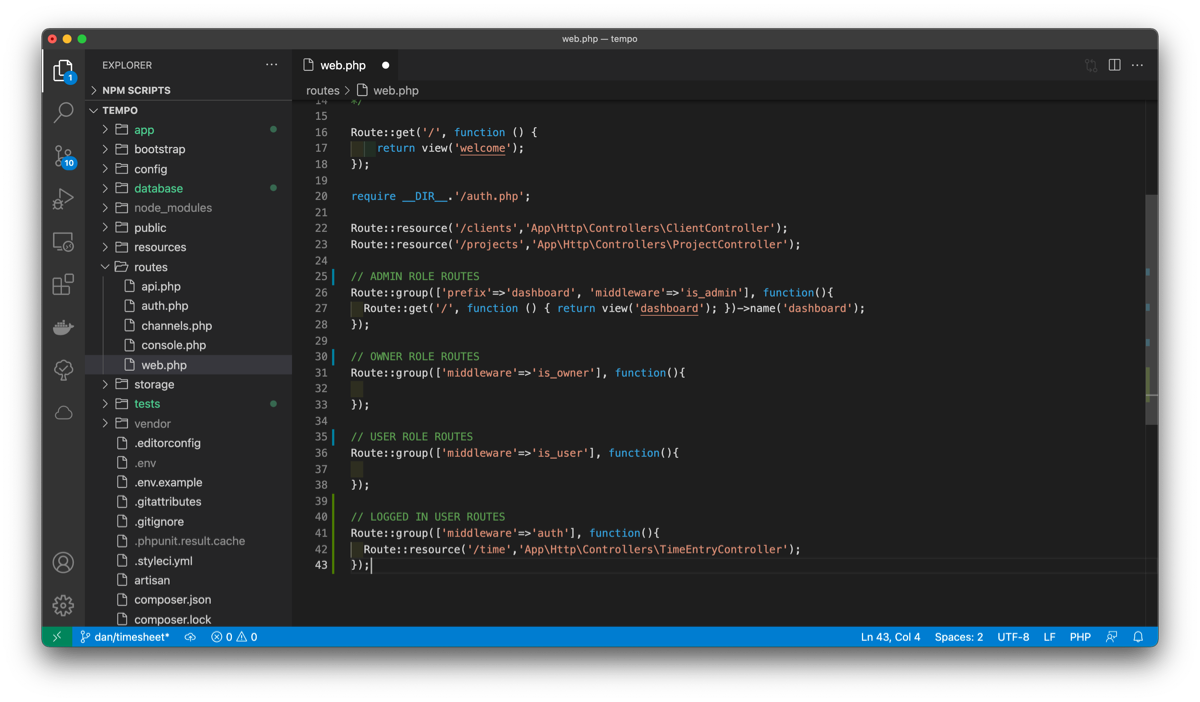 web.php — tempo
EXPLORER
web.php
NPM SCRIPTS
routes > web.php
TEMPO
app
bootstrap
config
database
node_modules
public
resources
routes
api.php
auth.php
channels.php
console.php
web.php
storage
tests
vendor
.editorconfig
.env
.env.example
.gitattributes
.gitignore
.phpunit.result.cache
.styleci.yml
artisan
composer.json
composer.lock
1
10
14 */
15
16 Route::get('/', function () {
17 return view('welcome');
18 });
19
20 require __DIR__.'/auth.php';
21
22 Route::resource('/clients','App\Http\Controllers\ClientController');
23 Route::resource('/projects','App\Http\Controllers\ProjectController');
24
25 // ADMIN ROLE ROUTES
26 Route::group(['prefix'=>'dashboard', 'middleware'=>'is_admin'], function(){
27 Route::get('/', function () { return view('dashboard'); })->name('dashboard');
28 });
29
30 // OWNER ROLE ROUTES
31 Route::group(['middleware'=>'is_owner'], function(){
32
33 });
34
35 // USER ROLE ROUTES
36 Route::group(['middleware'=>'is_user'], function(){
37
38 });
39
40 // LOGGED IN USER ROUTES
41 Route::group(['middleware'=>'auth'], function(){
42 Route::resource('/time','App\Http\Controllers\TimeEntryController');
43 });
dan/timesheet* 0 0 Ln 43, Col 4 Spaces: 2 UTF-8 LF PHP